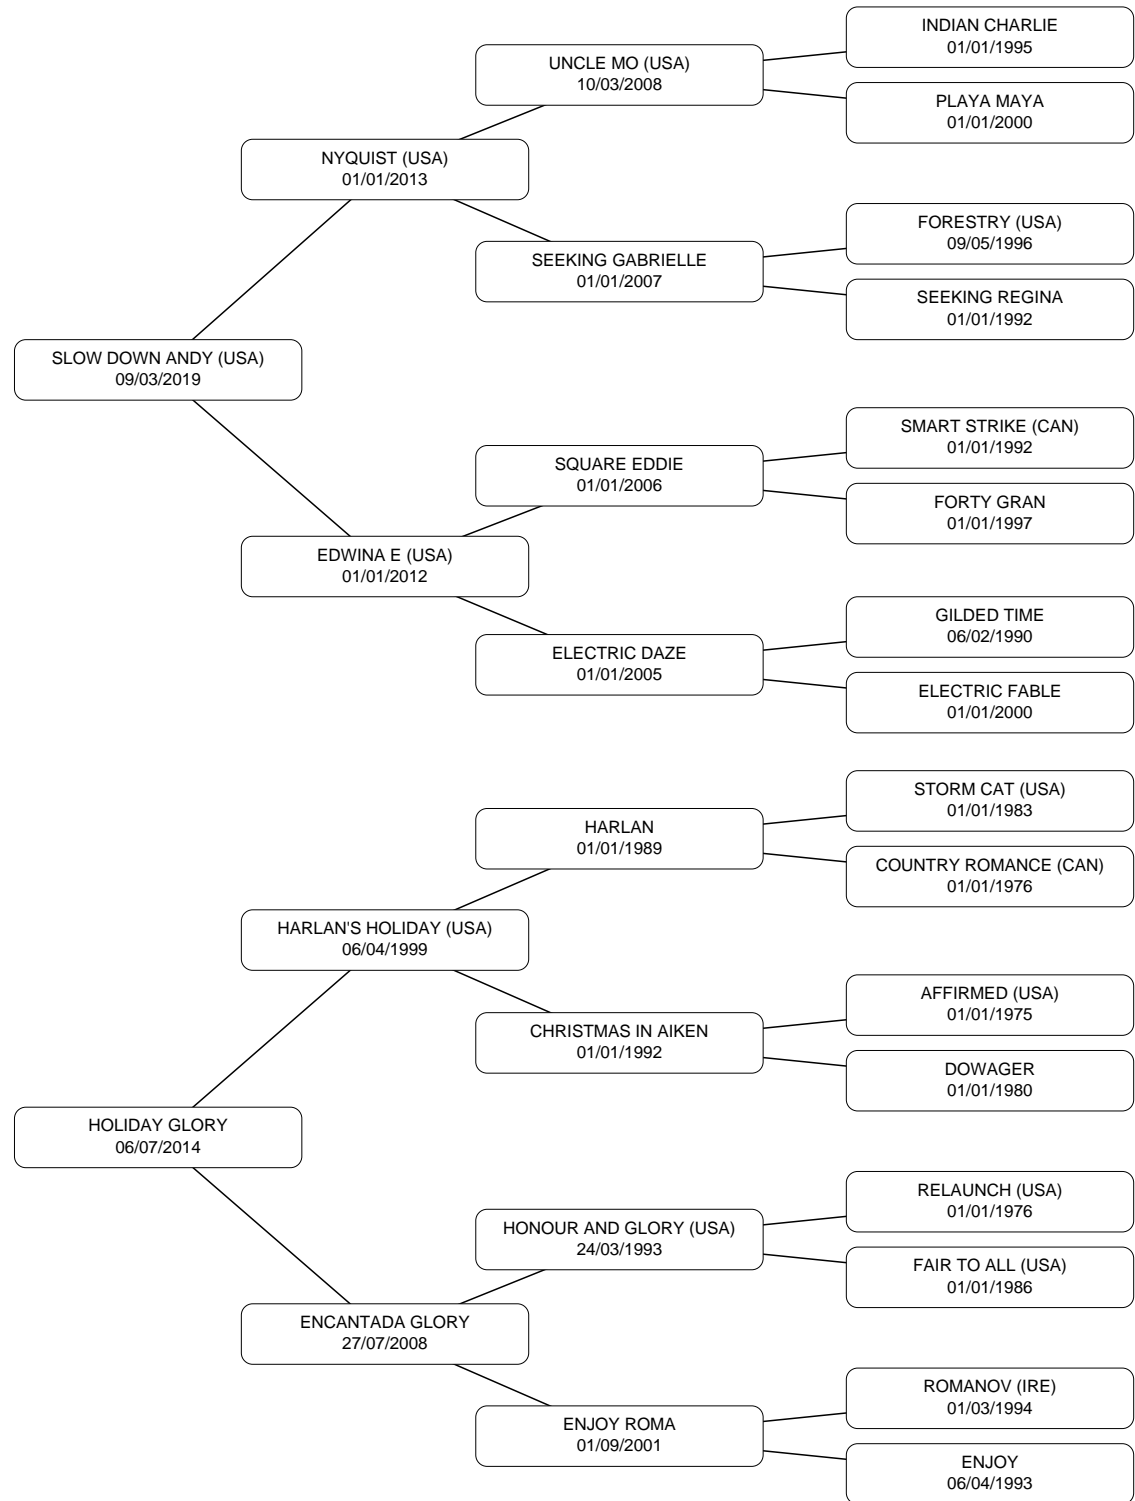 INDIAN CHARLIE
01/01/1995
UNCLE MO (USA)
10/03/2008
PLAYA MAYA
01/01/2000
NYQUIST (USA)
01/01/2013
FORESTRY (USA)
09/05/1996
SEEKING GABRIELLE
01/01/2007
SEEKING REGINA
01/01/1992
SLOW DOWN ANDY (USA)
09/03/2019
SMART STRIKE (CAN)
01/01/1992
SQUARE EDDIE
01/01/2006
FORTY GRAN
01/01/1997
EDWINA E (USA)
01/01/2012
GILDED TIME
06/02/1990
ELECTRIC DAZE
01/01/2005
ELECTRIC FABLE
01/01/2000
STORM CAT (USA)
01/01/1983
HARLAN
01/01/1989
COUNTRY ROMANCE (CAN)
01/01/1976
HARLAN'S HOLIDAY (USA)
06/04/1999
AFFIRMED (USA)
01/01/1975
CHRISTMAS IN AIKEN
01/01/1992
DOWAGER
01/01/1980
HOLIDAY GLORY
06/07/2014
RELAUNCH (USA)
01/01/1976
HONOUR AND GLORY (USA)
24/03/1993
FAIR TO ALL (USA)
01/01/1986
ENCANTADA GLORY
27/07/2008
ROMANOV (IRE)
01/03/1994
ENJOY ROMA
01/09/2001
ENJOY
06/04/1993